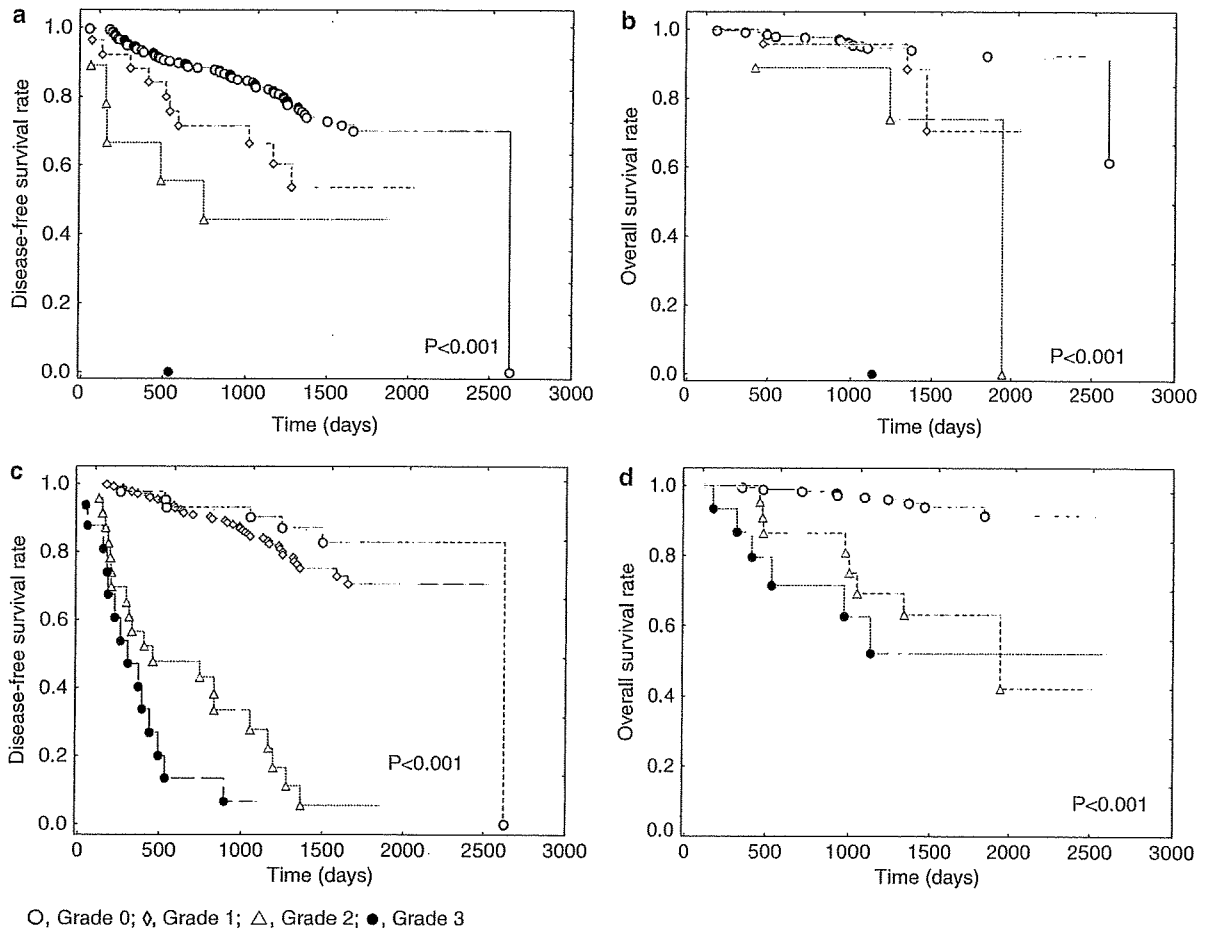 a
1.0
0.8
0.6
0.4
0.2
0.0
Disease-free survival rate
P<0.001
0 500 1000 1500 2000 2500 3000
Time (days)
b
1.0
0.8
0.6
0.4
0.2
0.0
Overall survival rate
P<0.001
0 500 1000 1500 2000 2500 3000
Time (days)
c
1.0
0.8
0.6
0.4
0.2
0.0
Disease-free survival rate
P<0.001
0 500 1000 1500 2000 2500 3000
Time (days)
d
1.0
0.8
0.6
0.4
0.2
0.0
Overall survival rate
P<0.001
0 500 1000 1500 2000 2500 3000
Time (days)
○, Grade 0; ◊, Grade 1; △, Grade 2; ●, Grade 3